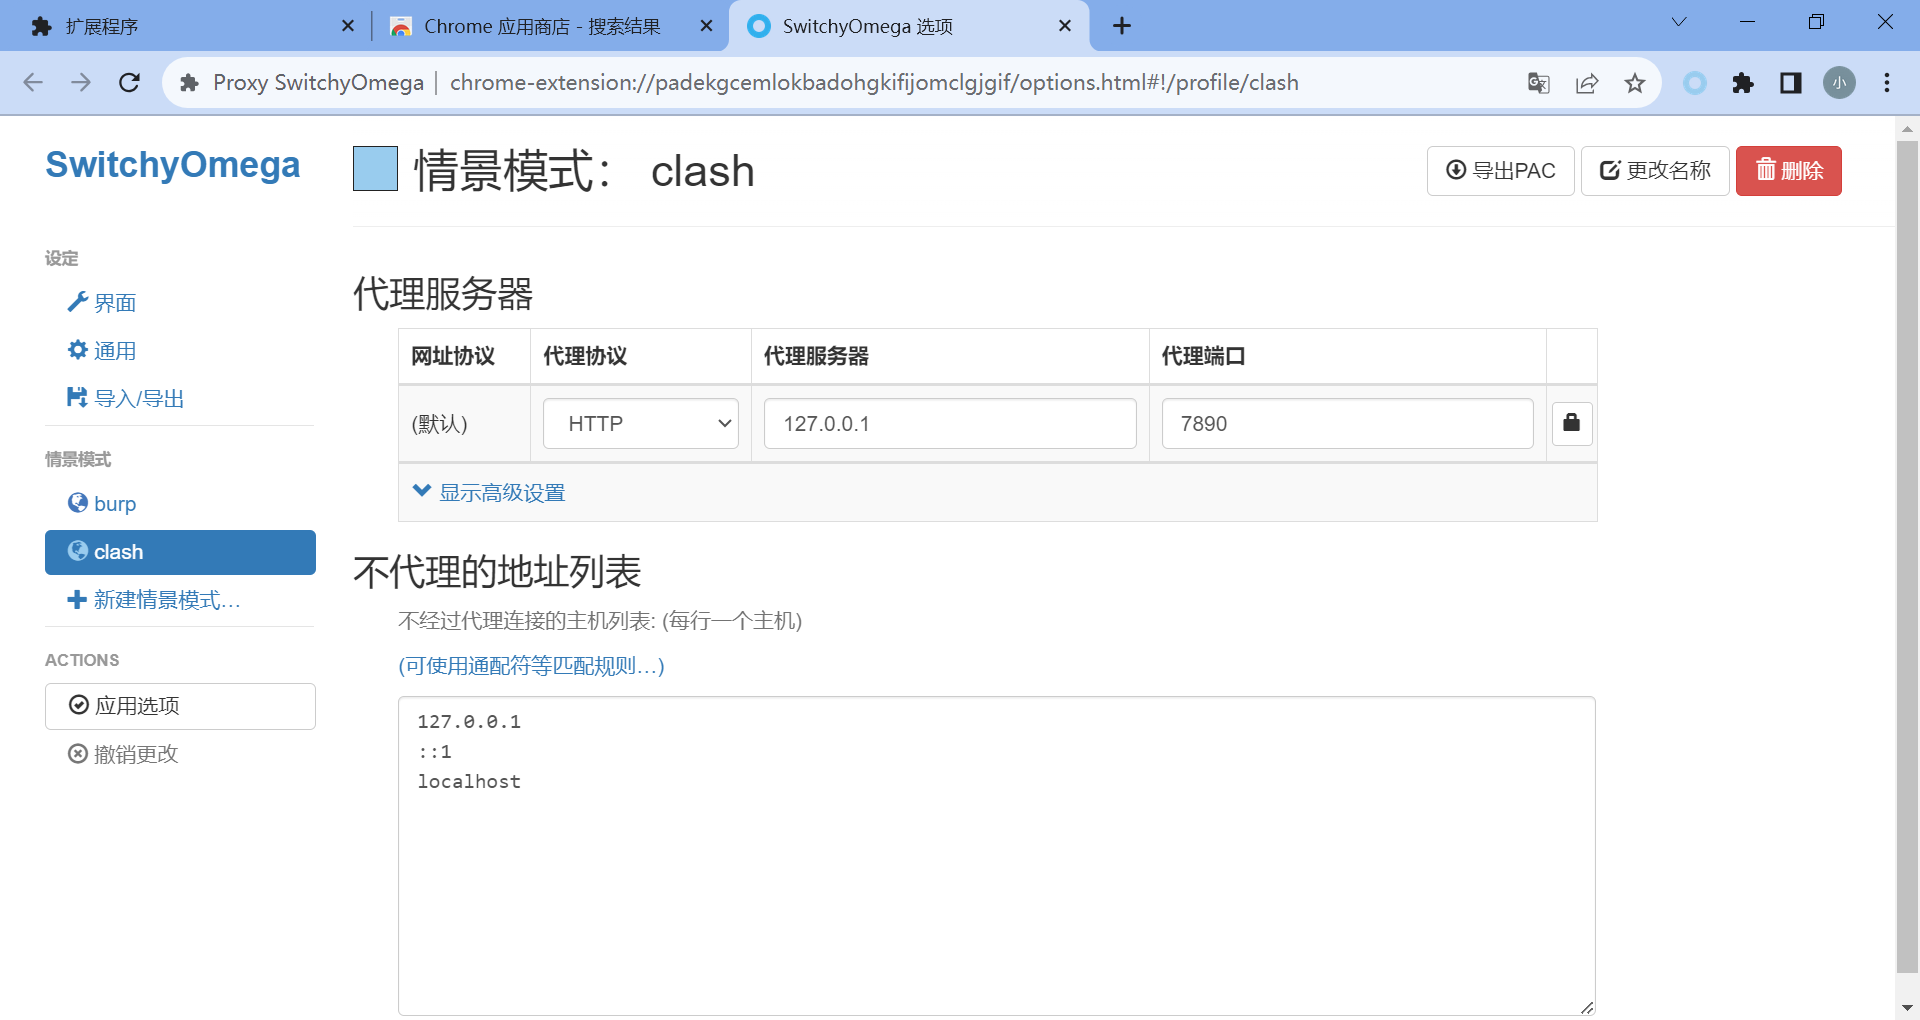 扩展程序
Chrome 应用商店 - 搜索结果
SwitchyOmega 选项
Proxy SwitchyOmega | chrome-extension://padekgcemlokbadohgkifijomclgjgif/options.html#!/profile/clash
小
SwitchyOmega
情景模式： clash
导出PAC
更改名称
删除
设定
界面
通用
导入/导出
情景模式
burp
clash
新建情景模式…
ACTIONS
应用选项
撤销更改
代理服务器
网址协议 代理协议 代理服务器 代理端口
(默认) HTTP 127.0.0.1 7890
显示高级设置
不代理的地址列表
不经过代理连接的主机列表: (每行一个主机)
(可使用通配符等匹配规则…)
127.0.0.1
::1
localhost